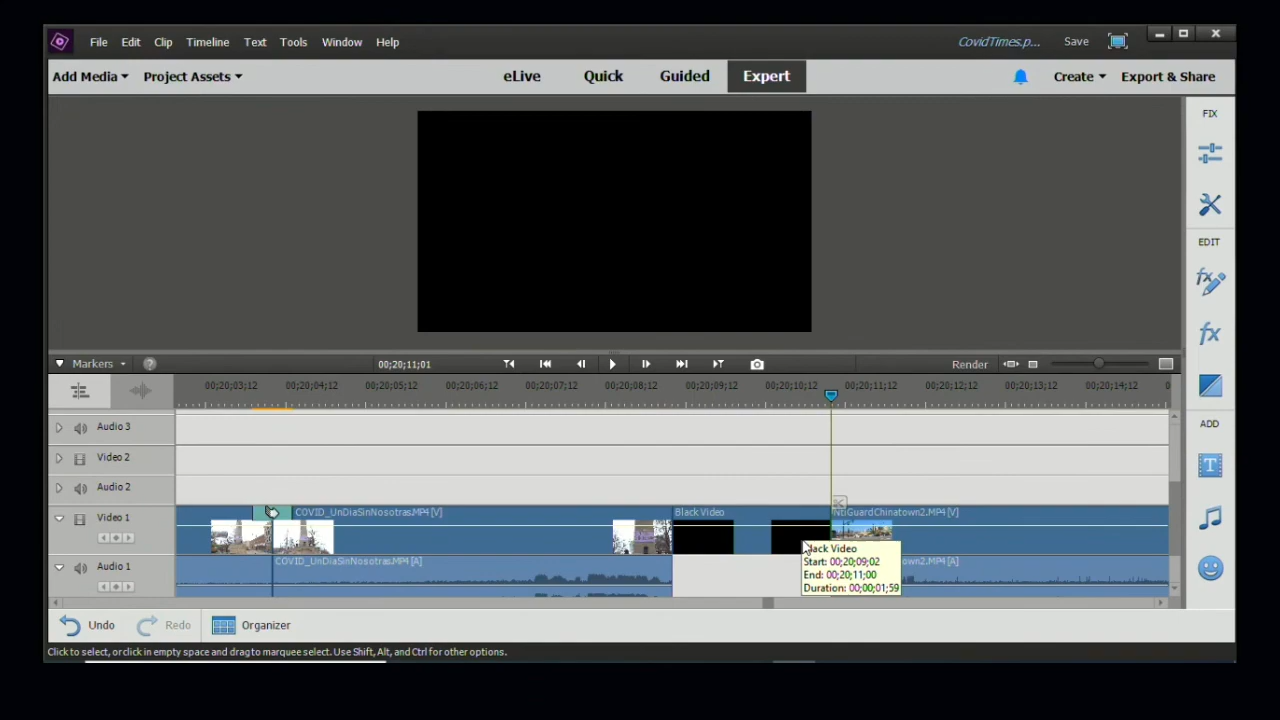 File Edit Clip Timeline Text Tools Window Help CovidTimes.p... Save
Add Media Project Assets eLive Quick Guided Expert Create Export & Share
FIX
EDIT
Markers ? 00;20;11;01 Render
00;20;03;12 00;20;04;12 00;20;05;12 00;20;06;12 00;20;07;12 00;20;08;12 00;20;09;12 00;20;10;12 00;20;11;12 00;20;12;12 00;20;13;12 00;20;14;12 0
ADD
Audio 3
Video 2
Audio 2
Video 1 COVID_UnDiaSinNosotras.MP4 [V] Black Video NtlGuardChinatown2.MP4 [V]
lack Video
Start: 00;20;09;02
End: 00;20;11;00
Duration: 00;00;01;59
Audio 1 COVID_UnDiaSinNosotras.MP4 [A] own2.MP4 [A]
Undo Redo Organizer
Click to select, or click in empty space and drag to marquee select. Use Shift, Alt, and Ctrl for other options.